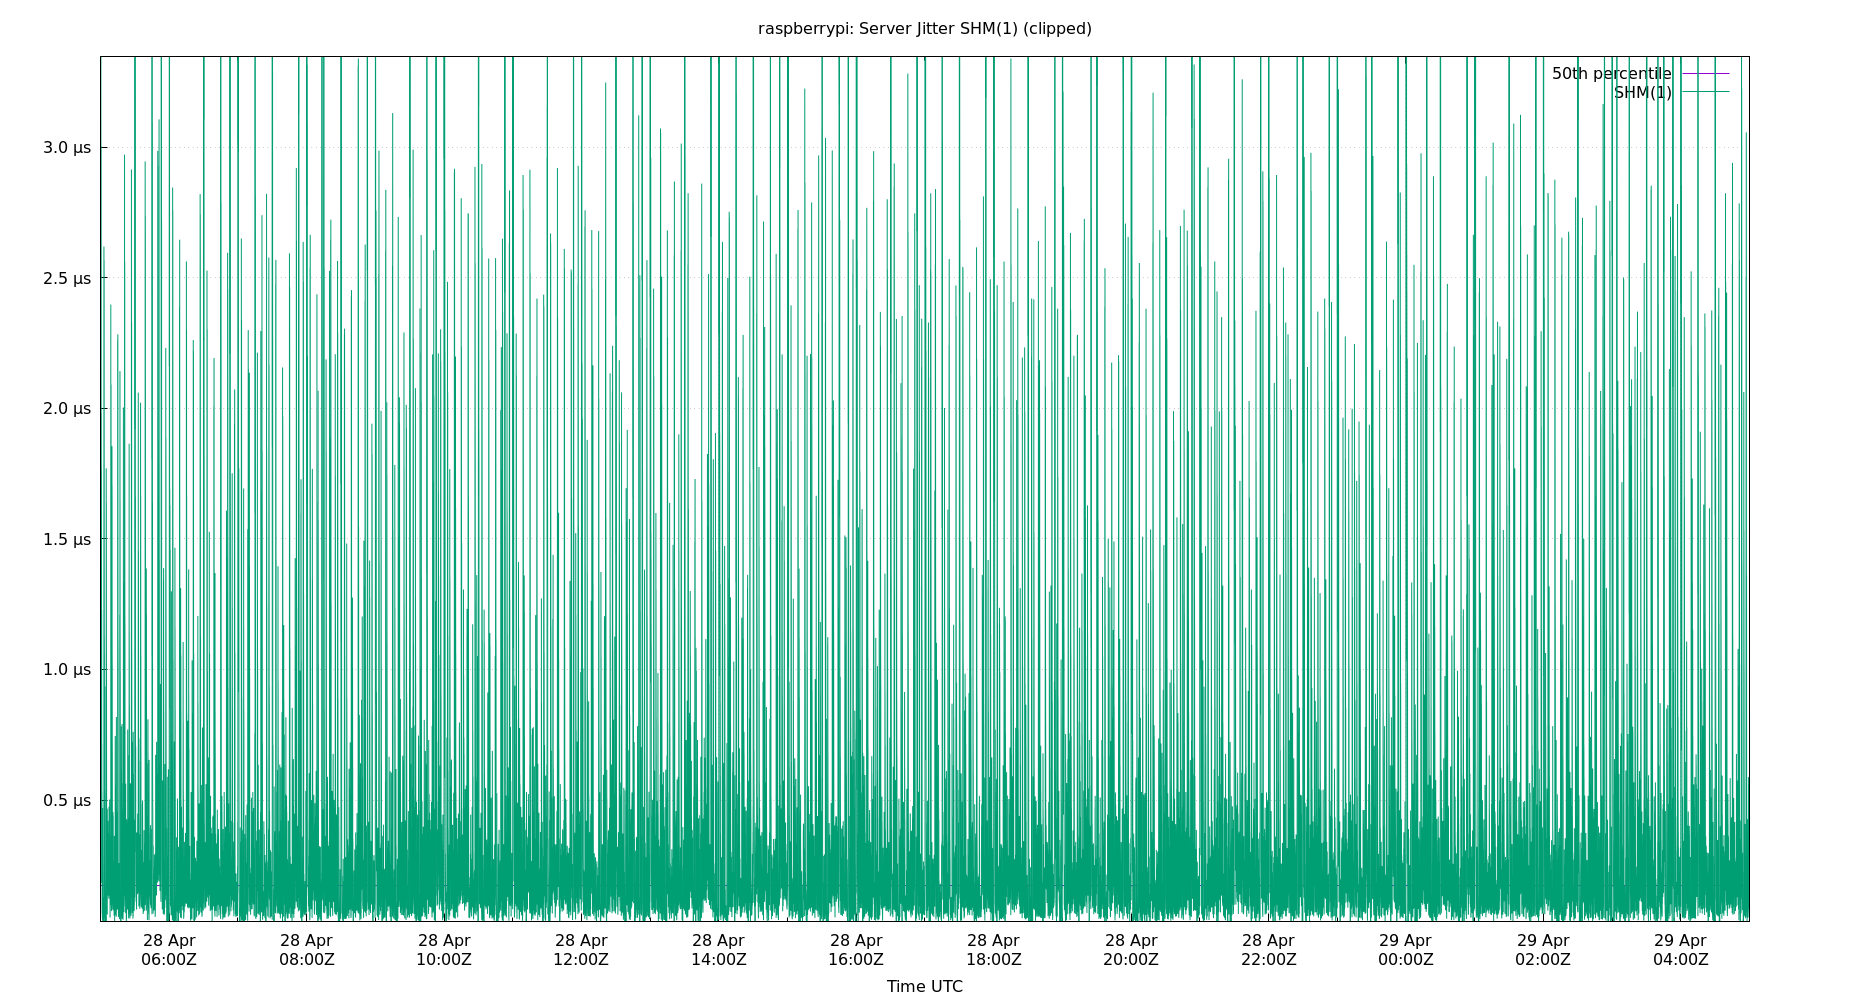 raspberrypi: Server Jitter SHM(1) (clipped)
50th percentile
SHM(1)
3.0 µs
2.5 µs
2.0 µs
1.5 µs
1.0 µs
0.5 µs
28 Apr 28 Apr 28 Apr 28 Apr 28 Apr 28 Apr 28 Apr 28 Apr 28 Apr 29 Apr 29 Apr 29 Apr
06:00Z 08:00Z 10:00Z 12:00Z 14:00Z 16:00Z 18:00Z 20:00Z 22:00Z 00:00Z 02:00Z 04:00Z
Time UTC